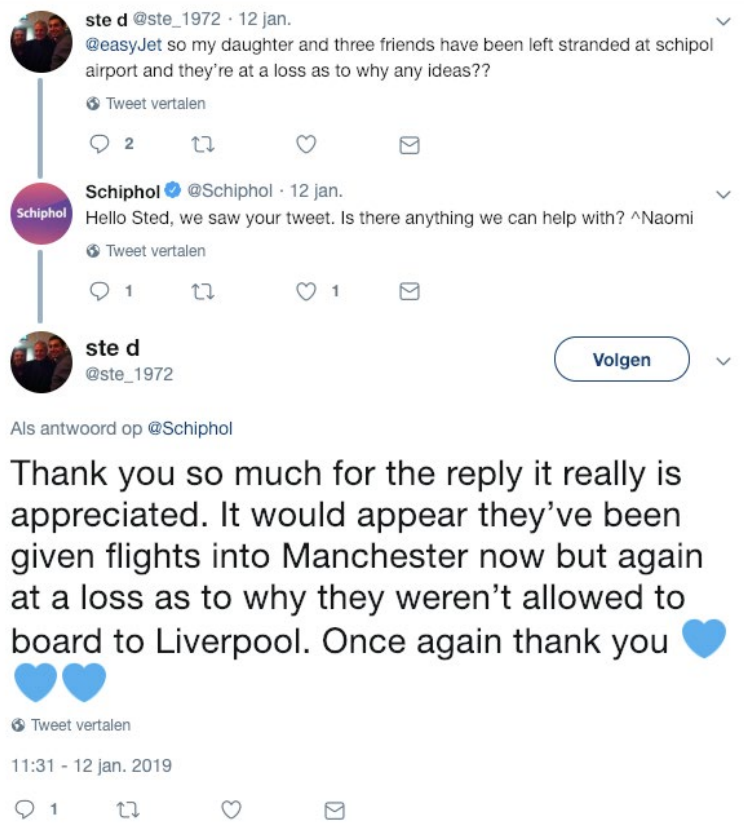 ste d @ste_1972 · 12 jan.
@easyJet so my daughter and three friends have been left stranded at schipol
airport and they're at a loss as to why any ideas??
Tweet vertalen
2
Schiphol @Schiphol · 12 jan.
Schiphol
Hello Sted, we saw your tweet. Is there anything we can help with? ^Naomi
Tweet vertalen
1 1
ste d
@ste_1972
Volgen
Als antwoord op @Schiphol
Thank you so much for the reply it really is
appreciated. It would appear they've been
given flights into Manchester now but again
at a loss as to why they weren't allowed to
board to Liverpool. Once again thank you 💙
💙💙
Tweet vertalen
11:31 - 12 jan. 2019
1